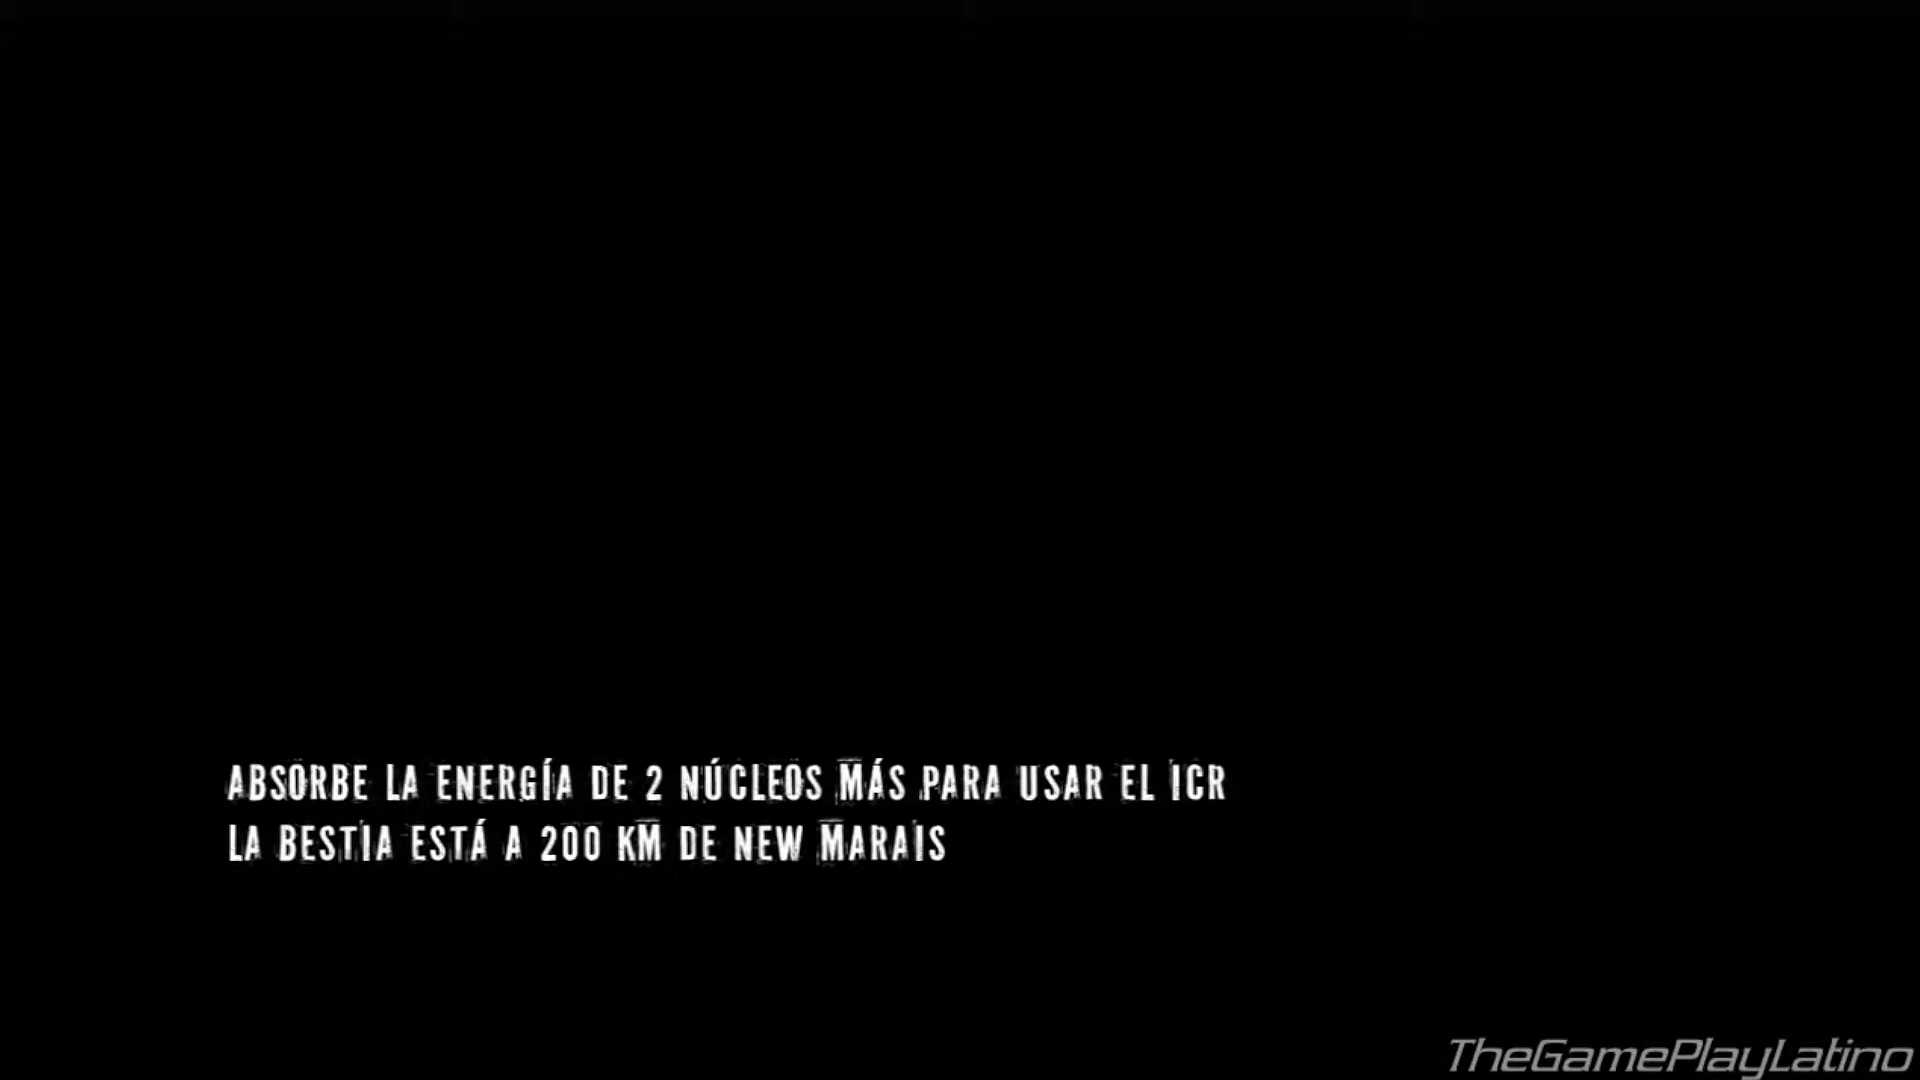 ABSORBE LA ENERGÍA DE 2 NÚCLEOS MÁS PARA USAR EL ICR
LA BESTIA ESTÁ A 200 KM DE NEW MARAIS
TheGamePlayLatino